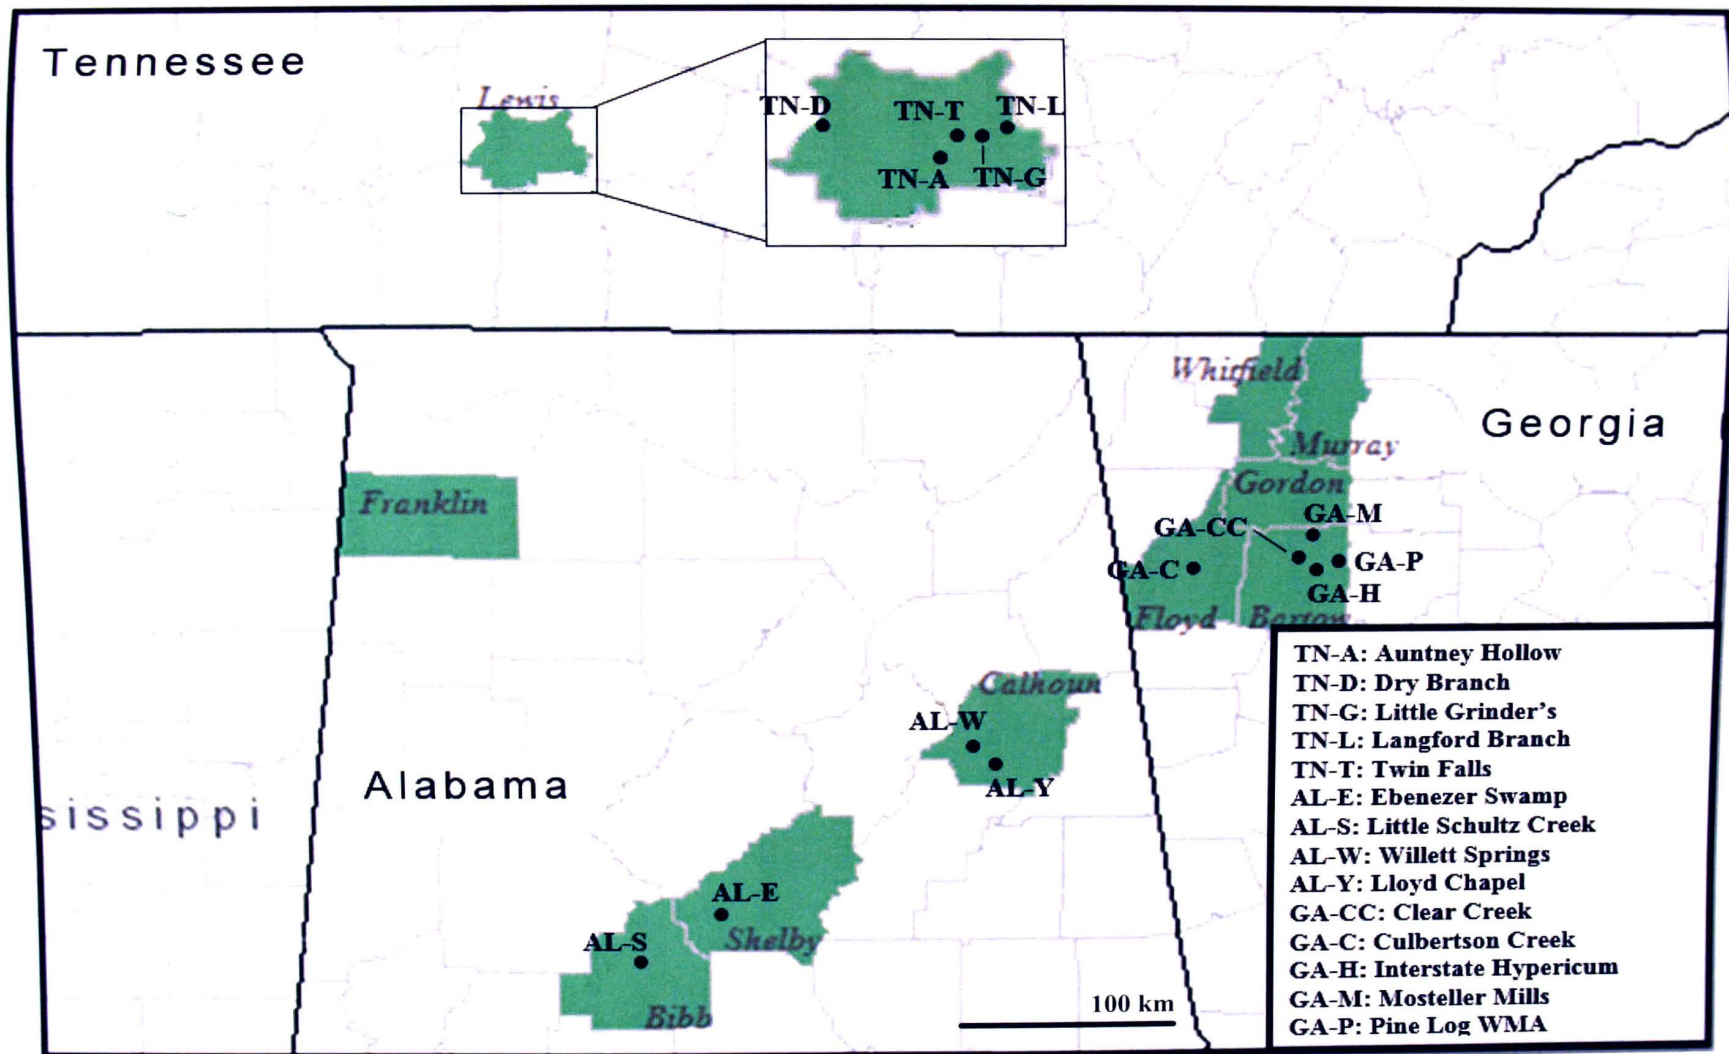 Tennessee
Lewis
TN-D
TN-T
TN-L
TN-A
TN-G
Whitfield
Georgia
Murray
Franklin
Gordon
GA-M
GA-CC
GA-C
GA-P
GA-H
Floyd
Bartow
Calhoun
AL-W
Alabama
AL-Y
sissippi
AL-E
AL-S
Shelby
Bibb
100 km
TN-A: Auntney Hollow
TN-D: Dry Branch
TN-G: Little Grinder's
TN-L: Langford Branch
TN-T: Twin Falls
AL-E: Ebenezer Swamp
AL-S: Little Schultz Creek
AL-W: Willett Springs
AL-Y: Lloyd Chapel
GA-CC: Clear Creek
GA-C: Culbertson Creek
GA-H: Interstate Hypericum
GA-M: Mosteller Mills
GA-P: Pine Log WMA